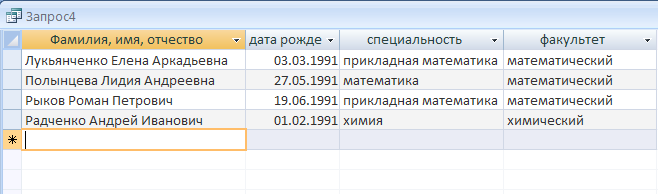 Запрос4
Фамилия, имя, отчество дата рожде специальность факультет
Лукьянченко Елена Аркадьевна 03.03.1991 прикладная математика математический
Полынцева Лидия Андреевна 27.05.1991 математика математический
Рыков Роман Петрович 19.06.1991 прикладная математика математический
Радченко Андрей Иванович 01.02.1991 химия химический